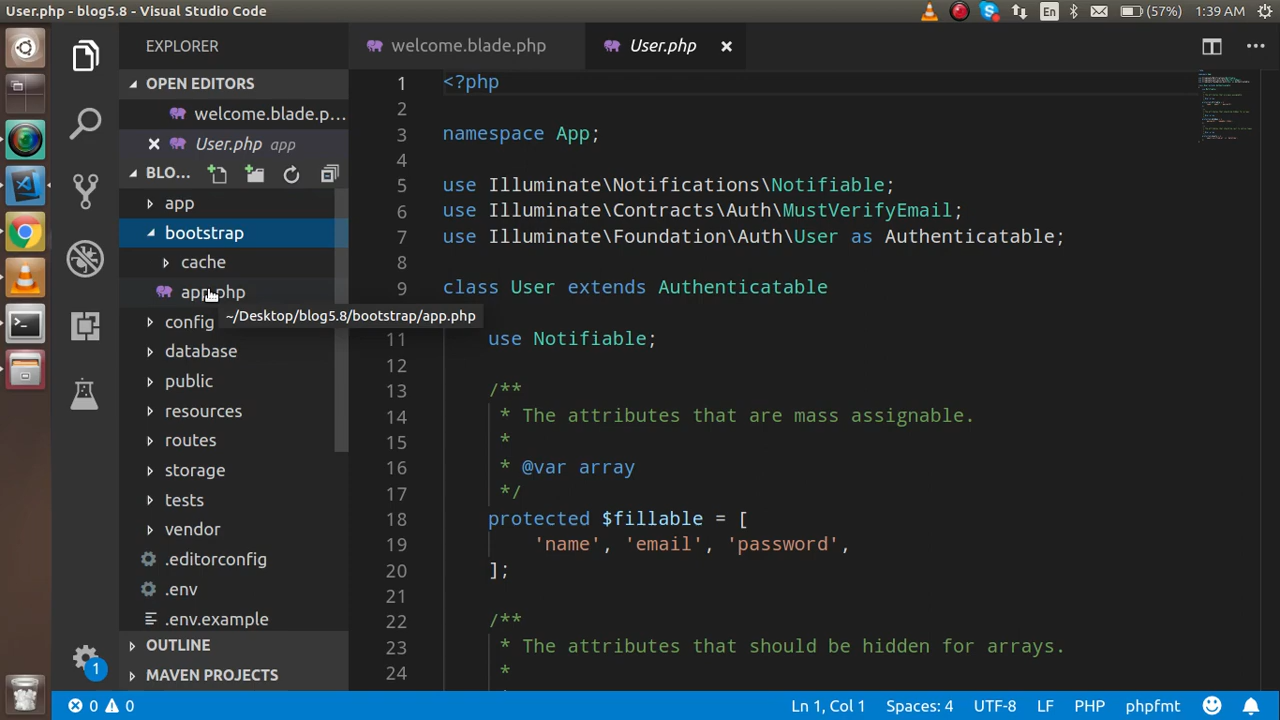 User.php - blog5.8 - Visual Studio Code
En
(57%)
1:39 AM
EXPLORER
OPEN EDITORS
welcome.blade.p...
User.php app
BLO...
app
bootstrap
cache
app.php
~/Desktop/blog5.8/bootstrap/app.php
config
database
public
resources
routes
storage
tests
vendor
.editorconfig
.env
.env.example
OUTLINE
MAVEN PROJECTS
1
welcome.blade.php
User.php
1 <?php
2
3 namespace App;
4
5 use Illuminate\Notifications\Notifiable;
6 use Illuminate\Contracts\Auth\MustVerifyEmail;
7 use Illuminate\Foundation\Auth\User as Authenticatable;
8
9 class User extends Authenticatable
11 use Notifiable;
12
13 /**
14 * The attributes that are mass assignable.
15 *
16 * @var array
17 */
18 protected $fillable = [
19 'name', 'email', 'password',
20 ];
21
22 /**
23 * The attributes that should be hidden for arrays.
24 *
0 0
Ln 1, Col 1
Spaces: 4
UTF-8
LF
PHP
phpfmt